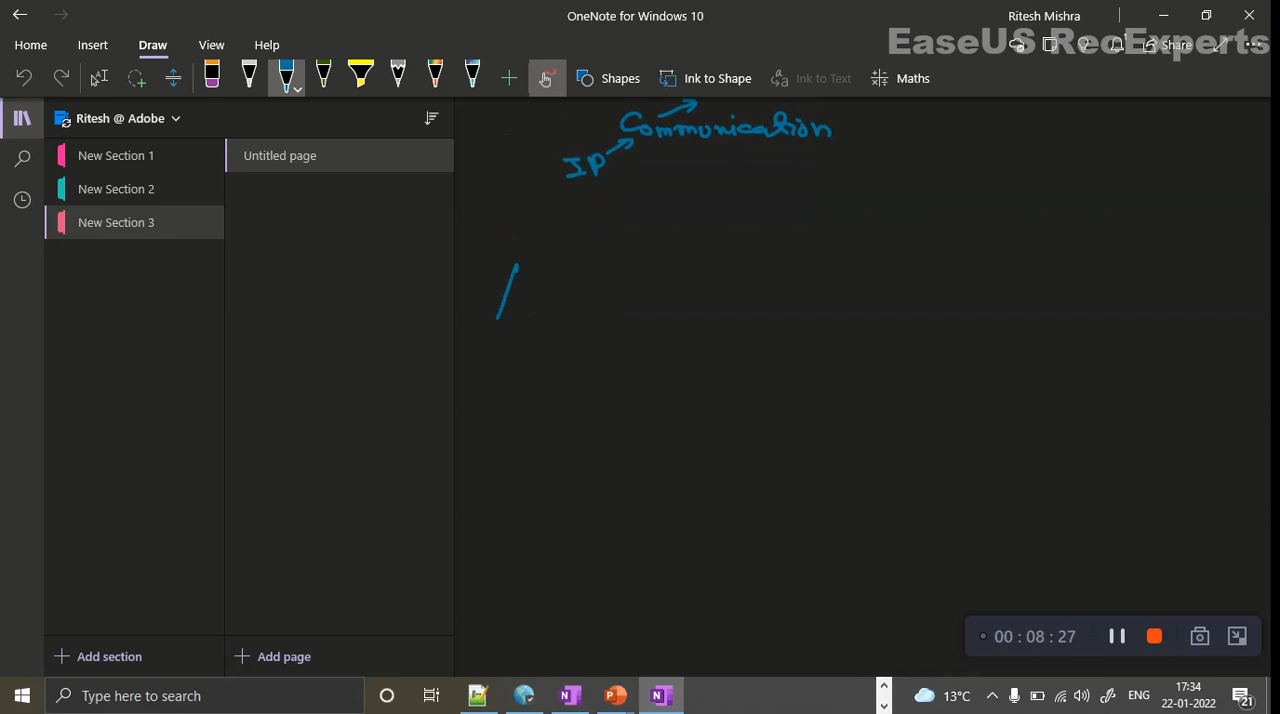 OneNote for Windows 10
Ritesh Mishra
EaseUS RecExperts
Home Insert Draw View Help
Share
Shapes Ink to Shape Ink to Text Maths
Ritesh @ Adobe
New Section 1
New Section 2
New Section 3
Untitled page
Communication
IP
00:08:27
Add section
Add page
Type here to search
13°C
ENG
17:34
22-01-2022
21